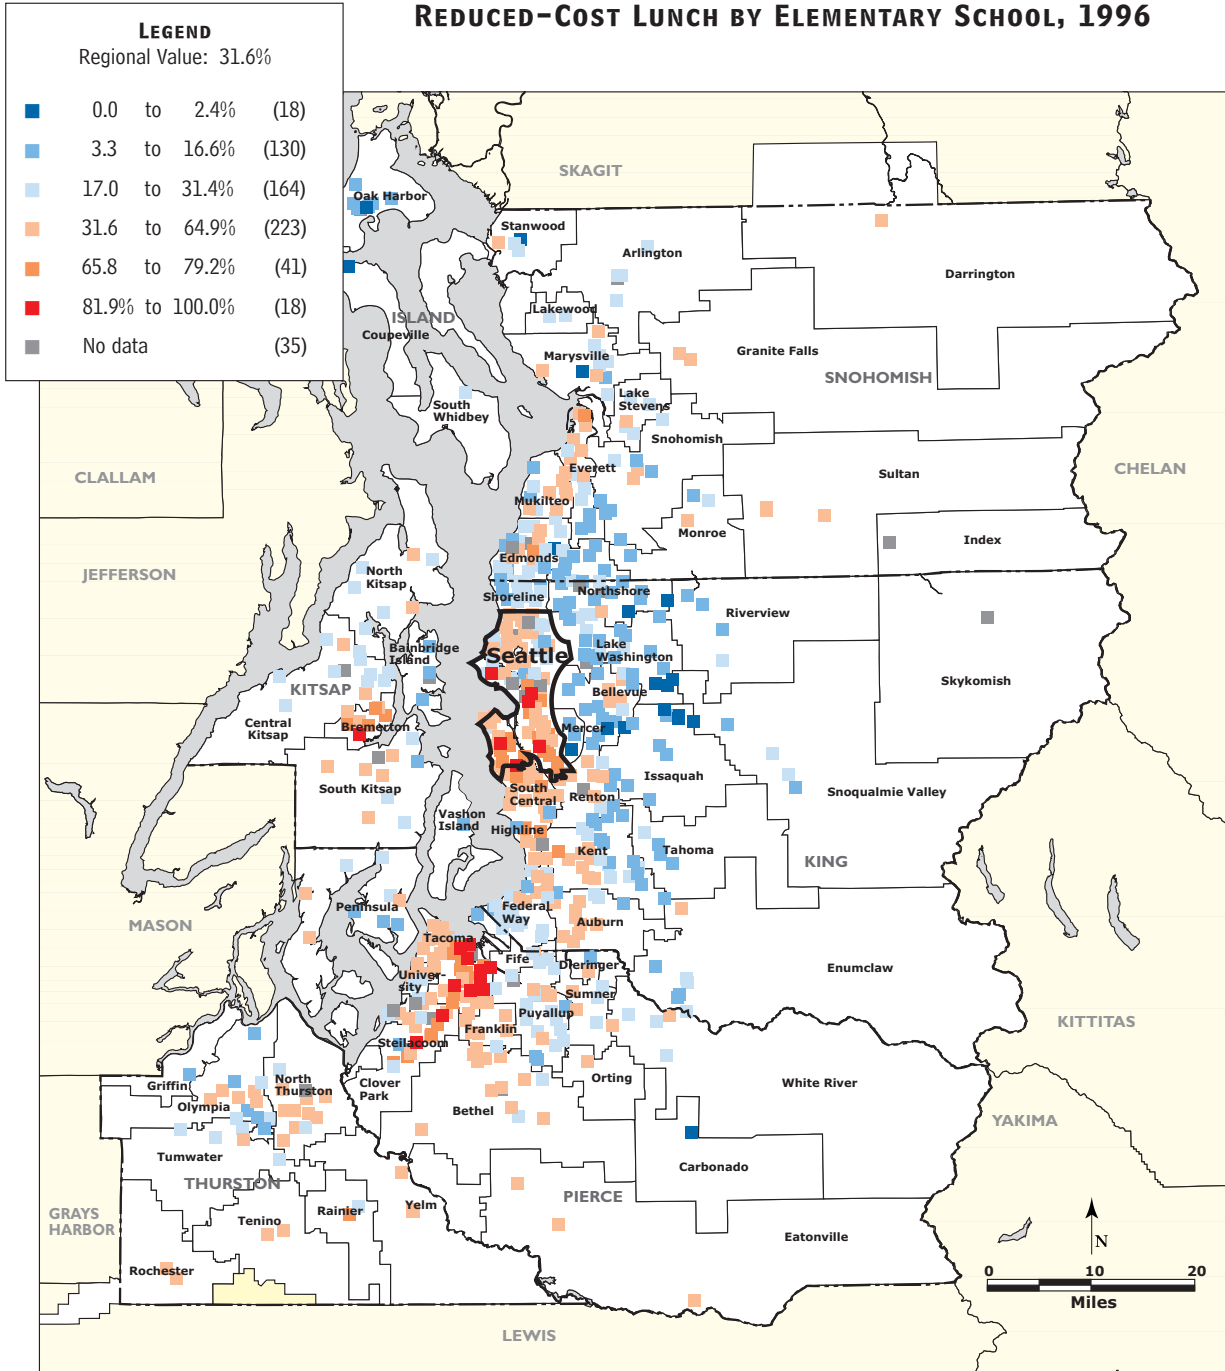 REDUCED-COST LUNCH BY ELEMENTARY SCHOOL, 1996
LEGEND
Regional Value: 31.6%
0.0 to 2.4% (18)
3.3 to 16.6% (130)
17.0 to 31.4% (164)
31.6 to 64.9% (223)
65.8 to 79.2% (41)
81.9% to 100.0% (18)
No data (35)
SKAGIT
Oak Harbor
Stanwood
Arlington
Darrington
Lakewood
ISLAND
Coupeville
Marysville
Granite Falls
SNOHOMISH
Lake
Stevens
South
Whidbey
Snohomish
Everett
Sultan
CHELAN
CLALLAM
Mukilteo
Monroe
Index
Edmonds
JEFFERSON
North
Kitsap
Shoreline
Northshore
Riverview
Bainbridge
Island
Seattle
Lake
Washington
Skykomish
KITSAP
Bellevue
Central
Kitsap
Bremerton
Mercer
Issaquah
South Kitsap
South
Central
Renton
Snoqualmie Valley
Vashon
Island
Highline
Kent
Tahoma
KING
Peninsula
Federal
Way
Auburn
MASON
Tacoma
Fife
Dieringer
Enumclaw
Univer-
sity
Sumner
Puyallup
KITTITAS
Franklin
Steilacoom
Griffin
North
Thurston
Clover
Park
Orting
White River
Olympia
Bethel
YAKIMA
Tumwater
Carbonado
THURSTON
PIERCE
GRAYS
HARBOR
Rainier
Yelm
Tenino
Eatonville
N
Rochester
0 10 20
Miles
LEWIS